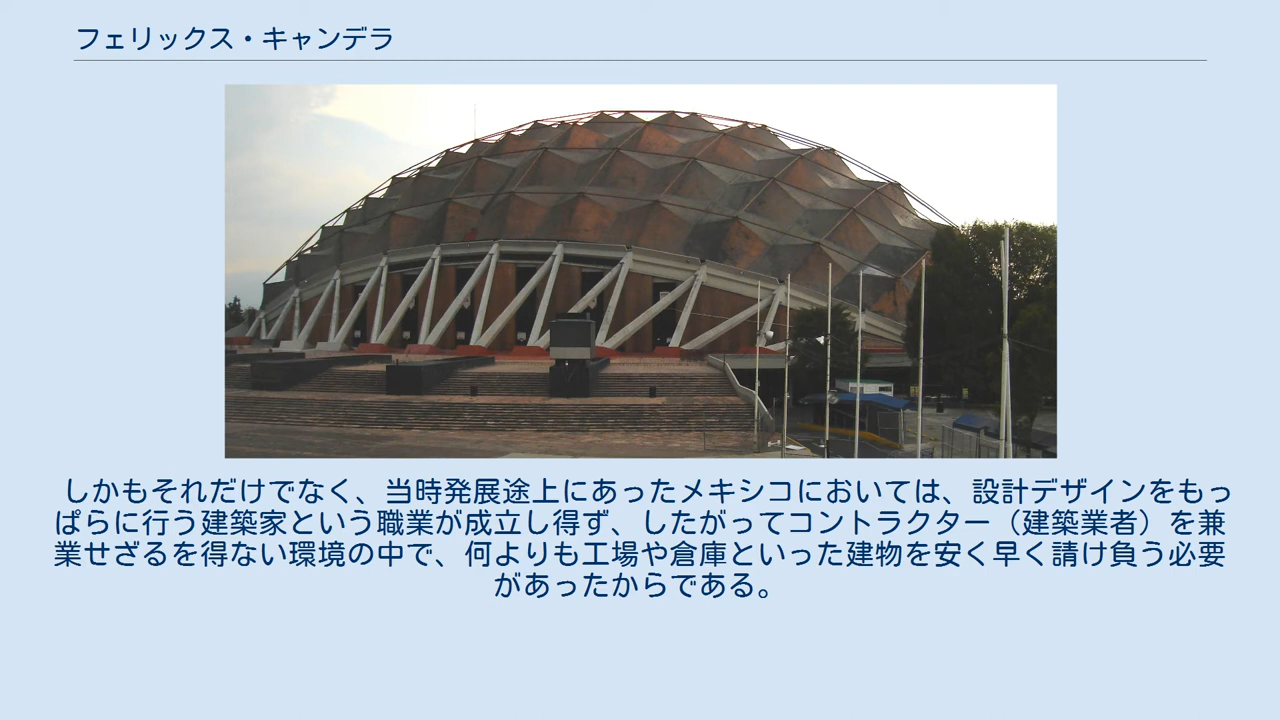 フェリックス・キャンデラ
しかもそれだけでなく、当時発展途上にあったメキシコにおいては、設計デザインをもっ
ぱらに行う建築家という職業が成立し得ず、したがってコントラクター（建築業者）を兼
業せざるを得ない環境の中で、何よりも工場や倉庫といった建物を安く早く請け負う必要
があったからである。